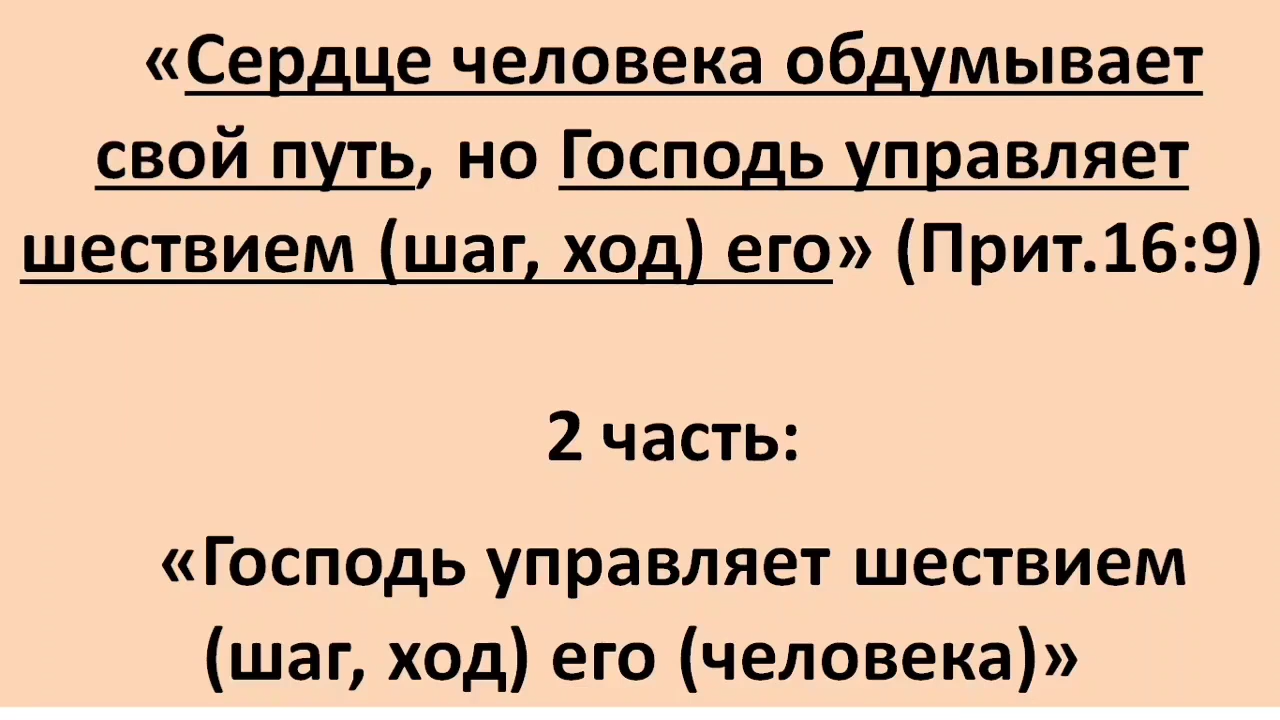 «Сердце человека обдумывает
свой путь, но Господь управляет
шествием (шаг, ход) его» (Прит.16:9)
2 часть:
«Господь управляет шествием
(шаг, ход) его (человека)»